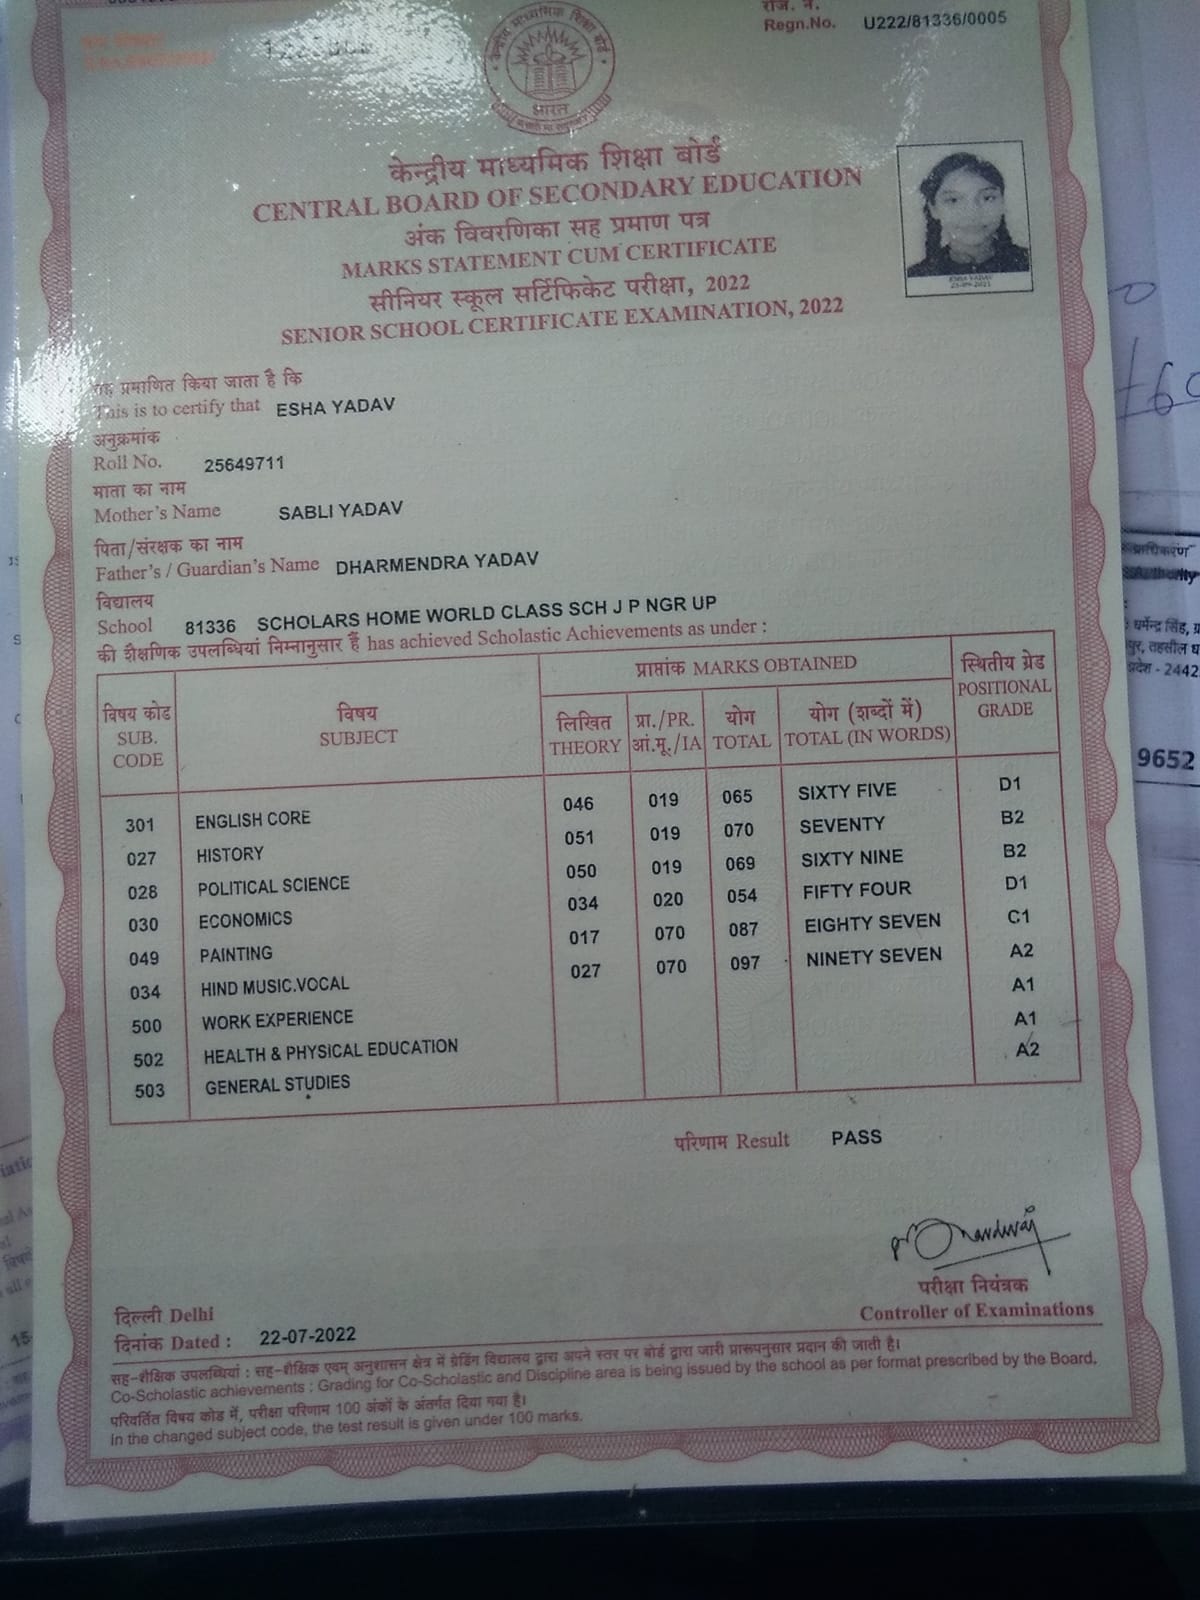 रजि. नं.
Regn.No. U222/81336/0005
भारत
केन्द्रीय माध्यमिक शिक्षा बोर्ड
CENTRAL BOARD OF SECONDARY EDUCATION
अंक विवरणिका सह प्रमाण पत्र
MARKS STATEMENT CUM CERTIFICATE
सीनियर स्कूल सर्टिफिकेट परीक्षा, 2022
SENIOR SCHOOL CERTIFICATE EXAMINATION, 2022
ESHA YADAV
यह प्रमाणित किया जाता है कि
This is to certify that ESHA YADAV
अनुक्रमांक
Roll No. 25649711
माता का नाम
Mother's Name SABLI YADAV
पिता/संरक्षक का नाम
Father's / Guardian's Name DHARMENDRA YADAV
विद्यालय
School 81336 SCHOLARS HOME WORLD CLASS SCH J P NGR UP
की शैक्षणिक उपलब्धियां निम्नानुसार हैं has achieved Scholastic Achievements as under :
विषय कोड SUB. CODE
विषय SUBJECT
प्राप्तांक MARKS OBTAINED
लिखित THEORY
प्रा./PR. आं.मू./IA
योग TOTAL
योग (शब्दों में) TOTAL (IN WORDS)
स्थितीय ग्रेड POSITIONAL GRADE
301 ENGLISH CORE 046 019 065 SIXTY FIVE D1
027 HISTORY 051 019 070 SEVENTY B2
028 POLITICAL SCIENCE 050 019 069 SIXTY NINE B2
030 ECONOMICS 034 020 054 FIFTY FOUR D1
049 PAINTING 017 070 087 EIGHTY SEVEN C1
034 HIND MUSIC.VOCAL 027 070 097 NINETY SEVEN A2
500 WORK EXPERIENCE A1
502 HEALTH & PHYSICAL EDUCATION A1
503 GENERAL STUDIES A2
परिणाम Result PASS
परीक्षा नियंत्रक
Controller of Examinations
दिल्ली Delhi
दिनांक Dated : 22-07-2022
सह-शैक्षिक उपलब्धियां : सह-शैक्षिक एवम् अनुशासन क्षेत्र में ग्रेडिंग विद्यालय द्वारा अपने स्तर पर बोर्ड द्वारा जारी प्रारूपनुसार प्रदान की जाती है।
Co-Scholastic achievements : Grading for Co-Scholastic and Discipline area is being issued by the school as per format prescribed by the Board.
परिवर्तित विषय कोड में, परीक्षा परिणाम 100 अंकों के अंतर्गत दिया गया है।
In the changed subject code, the test result is given under 100 marks.
धर्मेन्द्र सिंह,
तहसील
9652